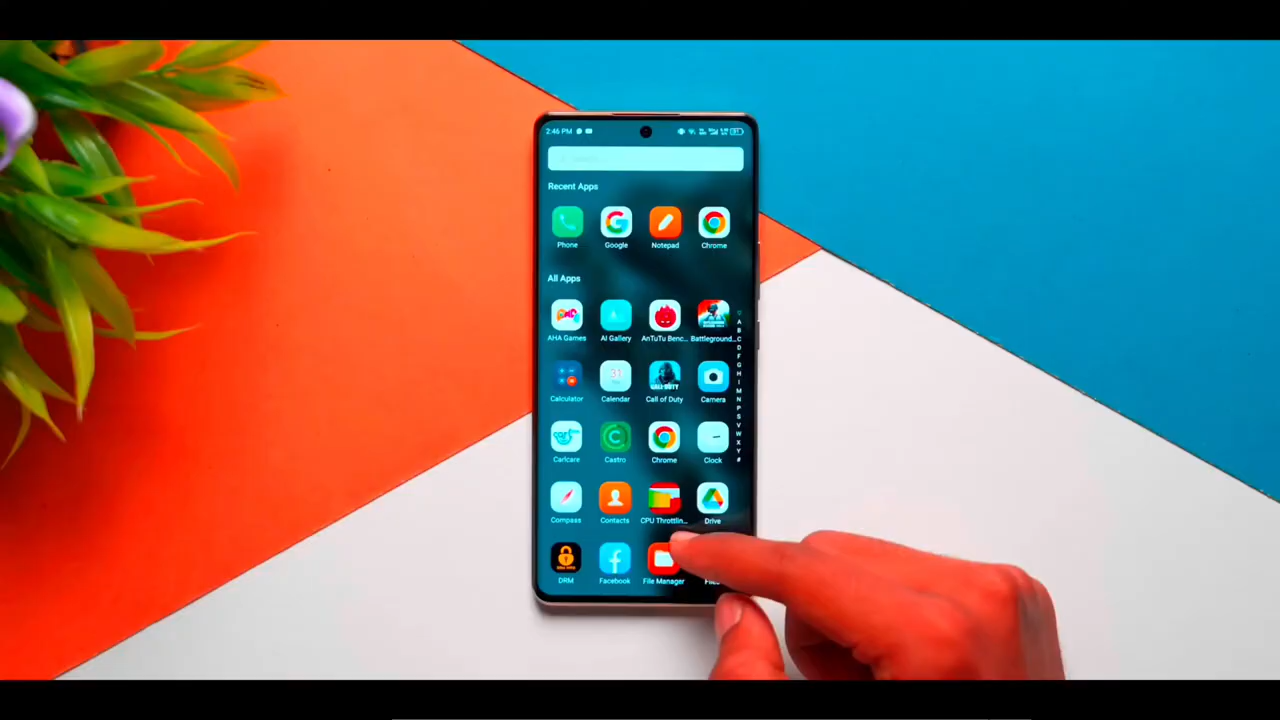 2:46 PM
Recent Apps
Phone Google Notepad Chrome
All Apps
AHA Games AI Gallery AnTuTu Benc... Battleground...
Calculator Calendar Call of Duty Camera
Carlcare Castro Chrome Clock
Compass Contacts CPU Throttlin... Drive
DRM Facebook File Manager